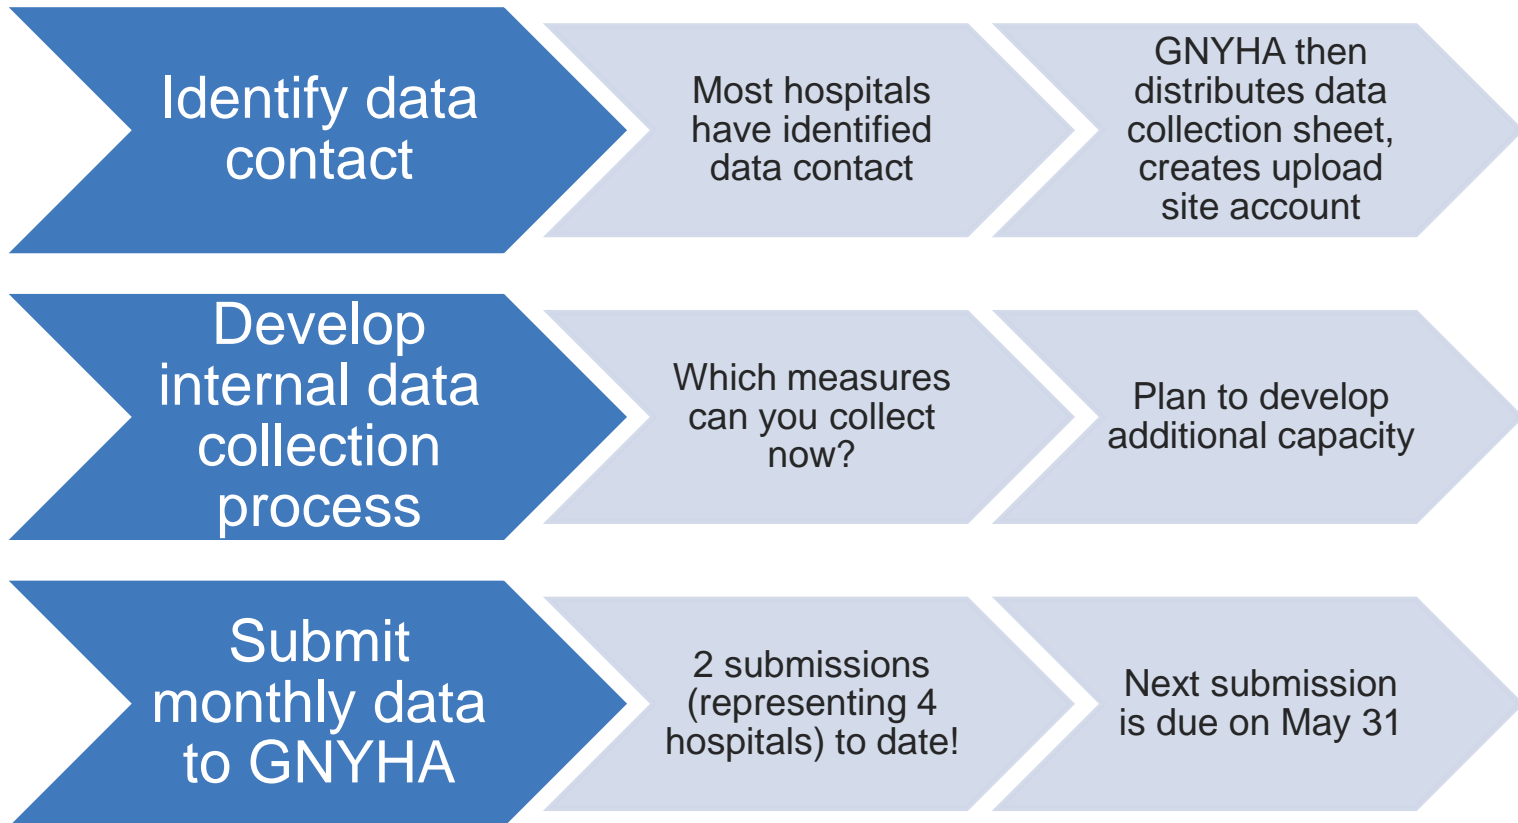 Identify data
contact
Most hospitals
have identified
data contact
GNYHA then
distributes data
collection sheet,
creates upload
site account
Develop
internal data
collection
process
Which measures
can you collect
now?
Plan to develop
additional capacity
Submit
monthly data
to GNYHA
2 submissions
(representing 4
hospitals) to date!
Next submission
is due on May 31